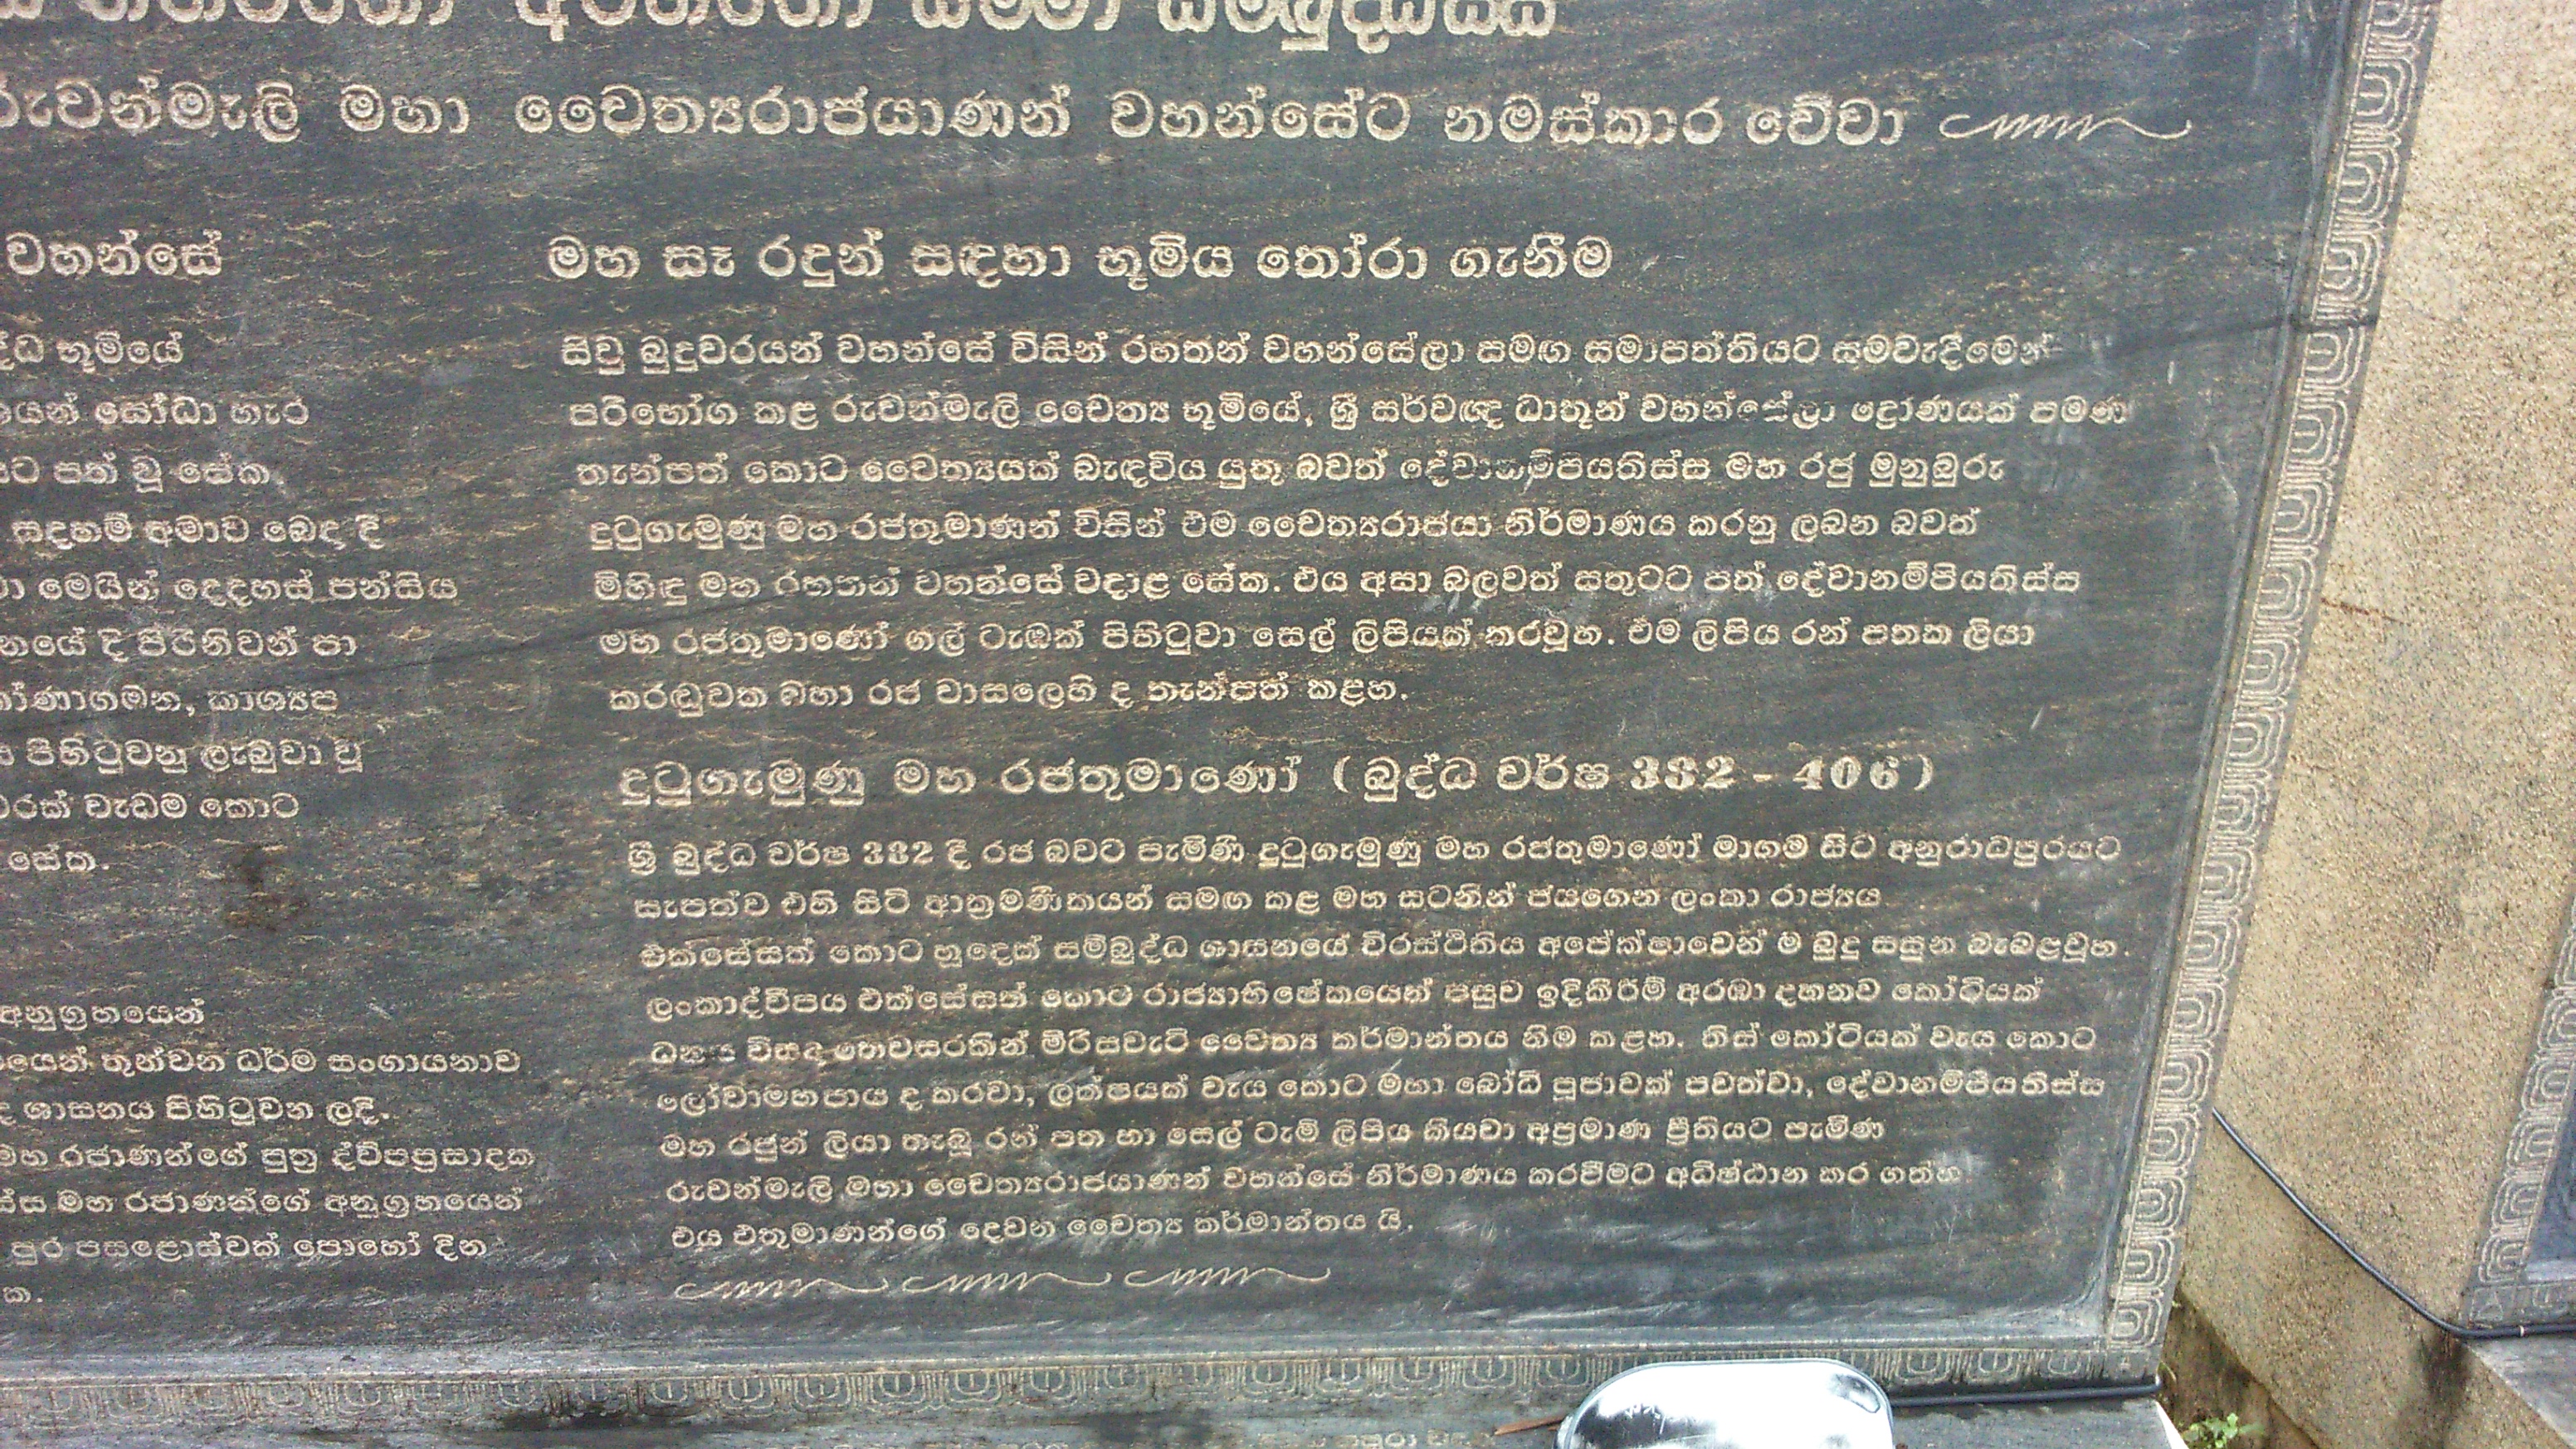 අරහතෝ සම්මා සම්බුද්ධස්ස
රුවන්මැලි මහා චෛත්‍යරාජයාණන් වහන්සේට නමස්කාර වේවා
වහන්සේ
භූමියේ
සෝධා හැර
පත් වූ සේක,
සදහම් අමාව බෙදා දී
මෙයින් දෙදහස් පන්සිය
දී පිරිනිවන් පා
කාශ්‍යප
පිහිටුවනු ලැබුවා වූ
වැඩම කොට
සේක.
අනුග්‍රහයෙන්
තුන්වන ධර්ම සංගායනාව
ශාසනය පිහිටුවන ලදි.
මහ රජාණන්ගේ පුත්‍ර ද්වීපප්‍රසාදක
මහ රජාණන්ගේ අනුග්‍රහයෙන්
පුර පසළොස්වක් පොහෝ දින
මහ සෑ රදුන් සඳහා භූමිය තෝරා ගැනීම
සිවු බුදුවරයන් වහන්සේ විසින් රහතන් වහන්සේලා සමඟ සමාපත්තියට සමවැදීමෙන්
පරිභෝග කළ රුවන්මැලි චෛත්‍ය භූමියේ, ශ්‍රී සර්වඥ ධාතූන් වහන්සේලා ද්‍රෝණයක් පමණ
තැන්පත් කොට චෛත්‍යයක් බැඳවිය යුතු බවත් දේවානම්පියතිස්ස මහ රජු මුනුබුරු
දුටුගැමුණු මහ රජතුමාණන් විසින් එම චෛත්‍යරාජයා නිර්මාණය කරනු ලබන බවත්
මිහිඳු මහ රහතන් වහන්සේ වදාළ සේක. එය අසා බලවත් සතුටට පත් දේවානම්පියතිස්ස
මහ රජතුමාණෝ ගල් ටැඹක් පිහිටුවා සෙල් ලිපියක් කරවූහ. එම ලිපිය රන් පතක ලියා
කරඬුවක බහා රජ වාසලෙහි ද තැන්පත් කළහ.
දුටුගැමුණු මහ රජතුමාණෝ (බුද්ධ වර්ෂ 382 - 406)
ශ්‍රී බුද්ධ වර්ෂ 382 දී රජ බවට පැමිණි දුටුගැමුණු මහ රජතුමාණෝ මාගම සිට අනුරාධපුරයට
සැපත්ව එහි සිටි ආක්‍රමණිකයන් සමඟ කළ මහ සටනින් ජයගෙන ලංකා රාජ්‍යය
එක්සේසත් කොට හුදෙක් සම්බුද්ධ ශාසනයේ චිරස්ථිතිය අපේක්ෂාවෙන් ම බුදු සසුන බැබළවූහ.
ලංකාද්වීපය එක්සේසත් කොට රාජ්‍යාභිෂේකයෙන් පසුව ඉදිකිරීම් අරඹා දහනව කෝටියක්
ධනය වියද තෙවසරකින් මිරිසවැටි චෛත්‍ය කර්මාන්තය නිම කළහ. තිස් කෝටියක් වැය කොට
ලෝවාමහපාය ද කරවා, ලක්ෂයක් වැය කොට මහා බෝධි පූජාවක් පවත්වා, දේවානම්පියතිස්ස
මහ රජුන් ලියා තැබූ රන් පත හා සෙල් ටැම් ලිපිය කියවා අප්‍රමාණ ප්‍රීතියට පැමිණ
රුවන්මැලි මහා චෛත්‍යරාජයාණන් වහන්සේ නිර්මාණය කරවීමට අධිෂ්ඨාන කර ගත්හ
එය එතුමාණන්ගේ දෙවන චෛත්‍ය කර්මාන්තය යි.